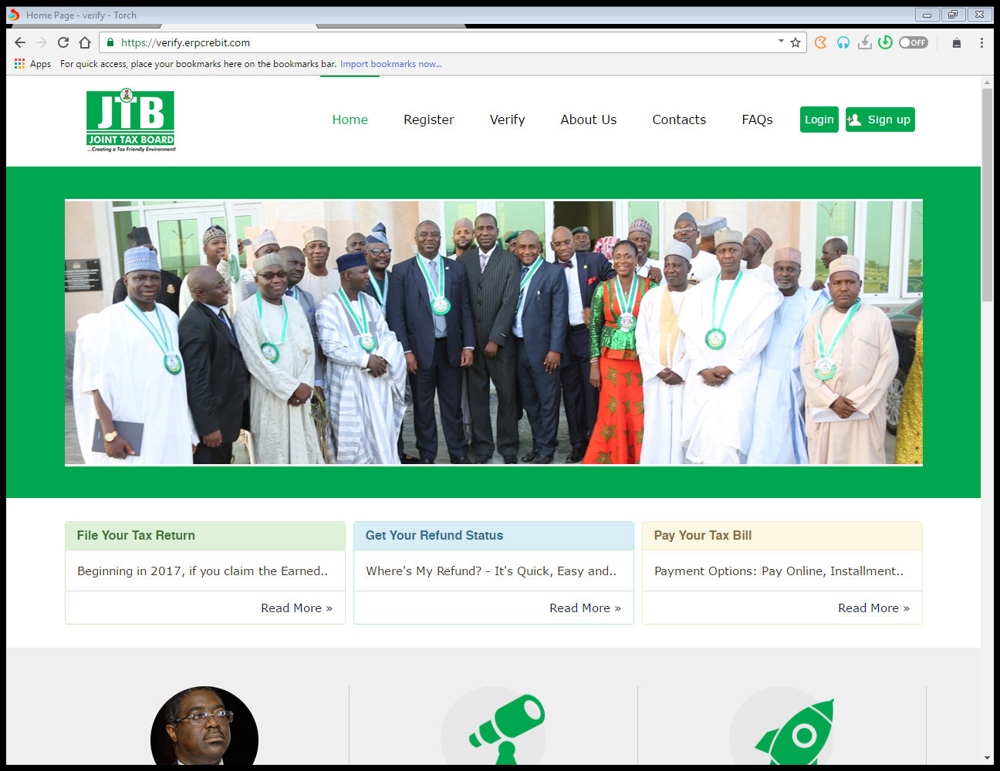 Home Page - verify - Torch
https://verify.erpcrebit.com
OFF
Apps For quick access, place your bookmarks here on the bookmarks bar. Import bookmarks now...
JTB
JOINT TAX BOARD
...Creating a Tax Friendly Environment!
Home Register Verify About Us Contacts FAQs Login Sign up
File Your Tax Return
Beginning in 2017, if you claim the Earned..
Read More »
Get Your Refund Status
Where's My Refund? - It's Quick, Easy and..
Read More »
Pay Your Tax Bill
Payment Options: Pay Online, Installment..
Read More »